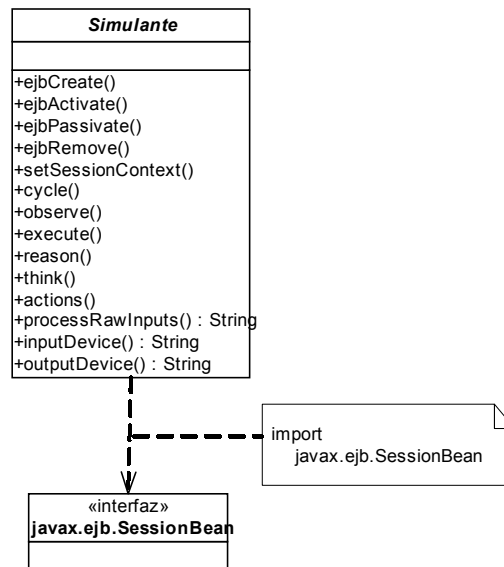 Simulante
+ejbCreate()
+ejbActivate()
+ejbPassivate()
+ejbRemove()
+setSessionContext()
+cycle()
+observe()
+execute()
+reason()
+think()
+actions()
+processRawInputs() : String
+inputDevice() : String
+outputDevice() : String
import
javax.ejb.SessionBean
«interfaz»
javax.ejb.SessionBean